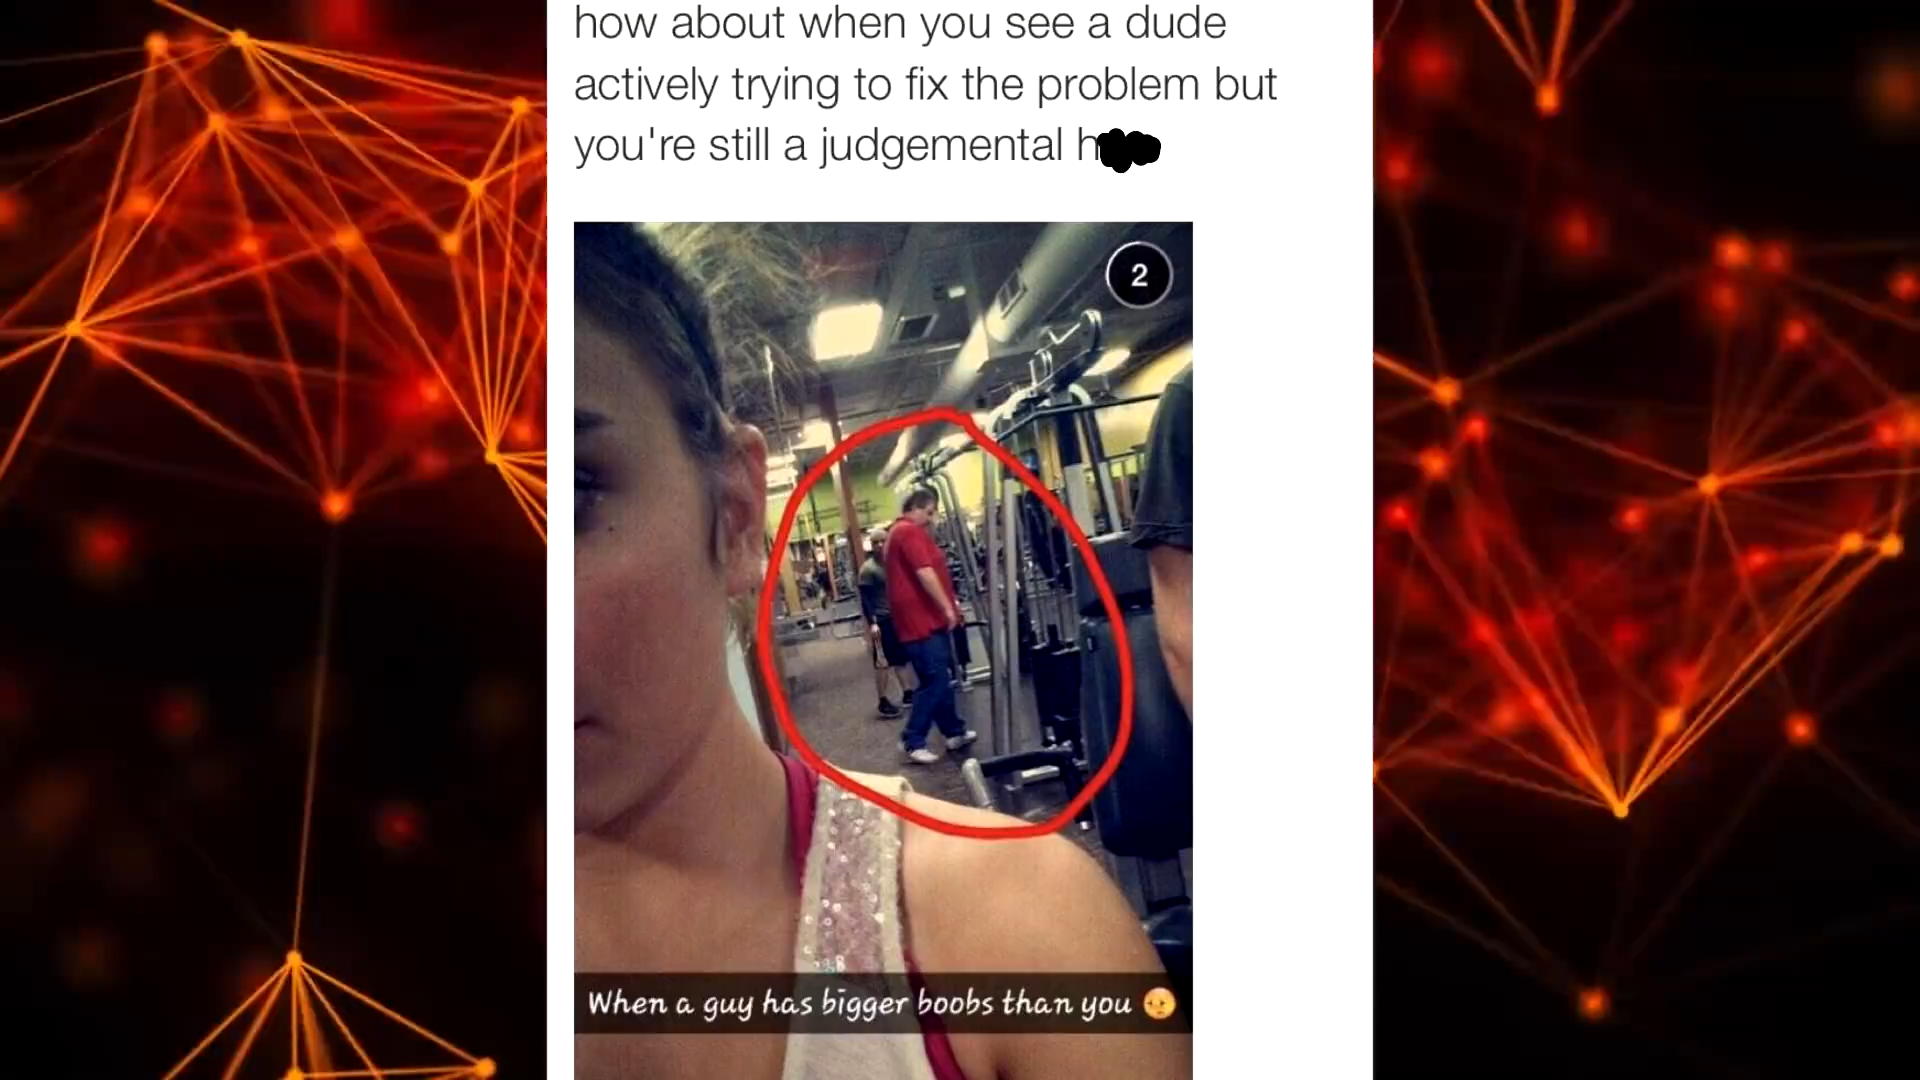 how about when you see a dude
actively trying to fix the problem but
you're still a judgemental h
2
When a guy has bigger boobs than you 😳